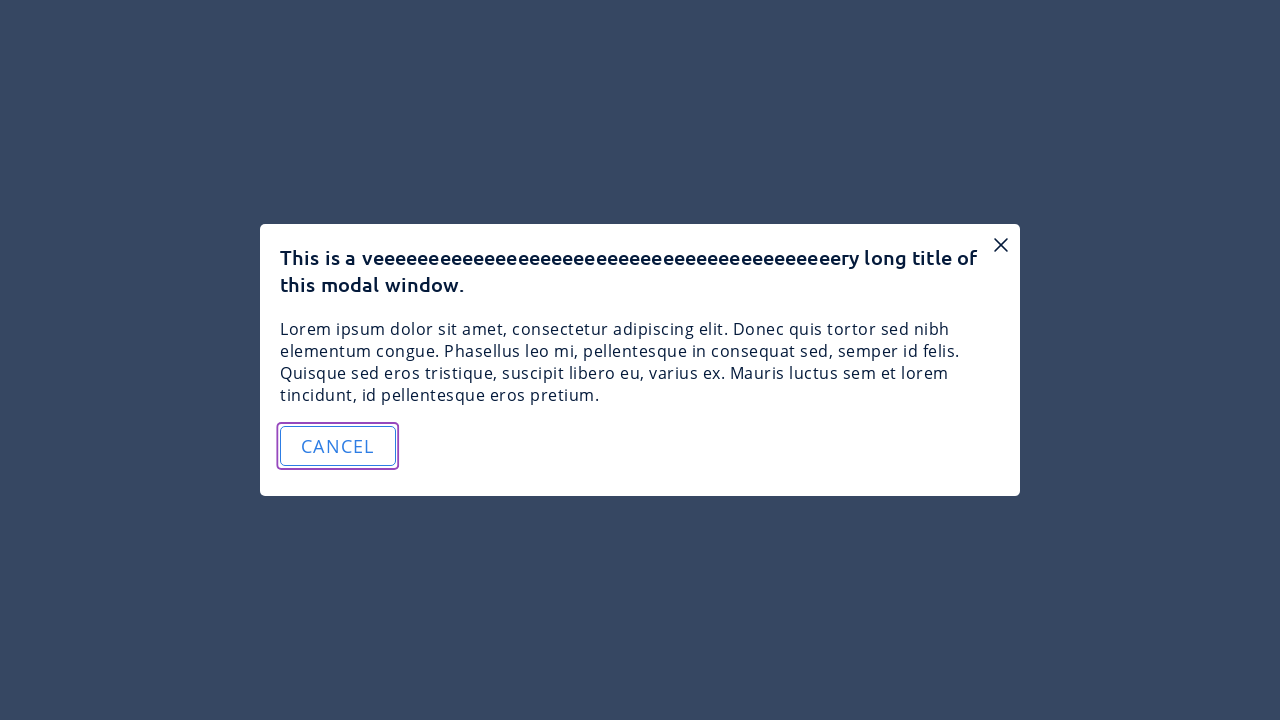 This is a veeeeeeeeeeeeeeeeeeeeeeeeeeeeeeeeeeeeeeeeeery long title of
this modal window.
Lorem ipsum dolor sit amet, consectetur adipiscing elit. Donec quis tortor sed nibh
elementum congue. Phasellus leo mi, pellentesque in consequat sed, semper id felis.
Quisque sed eros tristique, suscipit libero eu, varius ex. Mauris luctus sem et lorem
tincidunt, id pellentesque eros pretium.
CANCEL